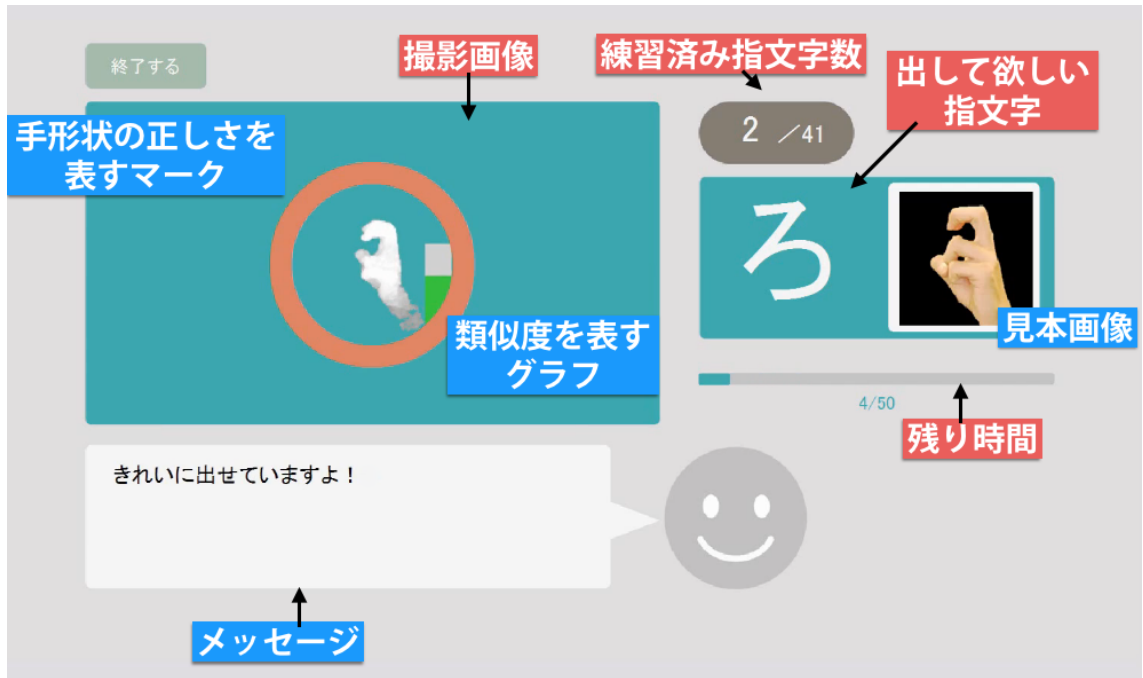 終了する
撮影画像
練習済み指文字数
出して欲しい
指文字
2 /41
手形状の正しさを
表すマーク
ろ
見本画像
類似度を表す
グラフ
4/50
残り時間
きれいに出せていますよ！
メッセージ